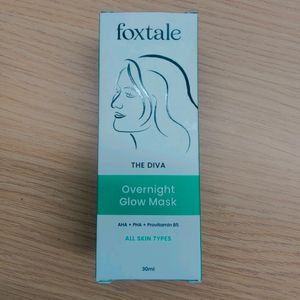 foxtale
THE DIVA
Overnight
Glow Mask
AHA + PHA + Provitamin B5
ALL SKIN TYPES
30ml